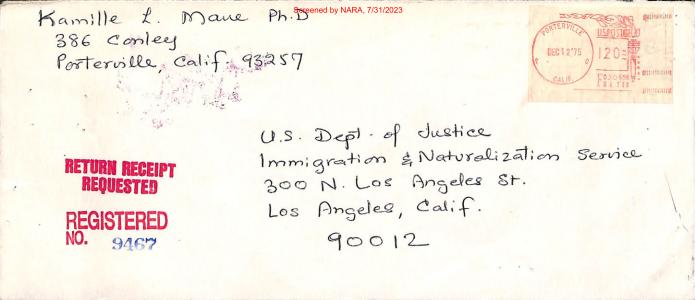 Screened by NARA, 7/31/2023
Kamille L. Maue Ph.D
386 Conley
Porterville, Calif. 93257
PORTERVILLE
DEC 12 '75
CALIF.
U.S. POSTAGE
120
U.S. Dept. of Justice
Immigration & Naturalization Service
300 N. Los Angeles St.
Los Angeles, Calif.
90012
RETURN RECEIPT
REQUESTED
REGISTERED
NO. 9467